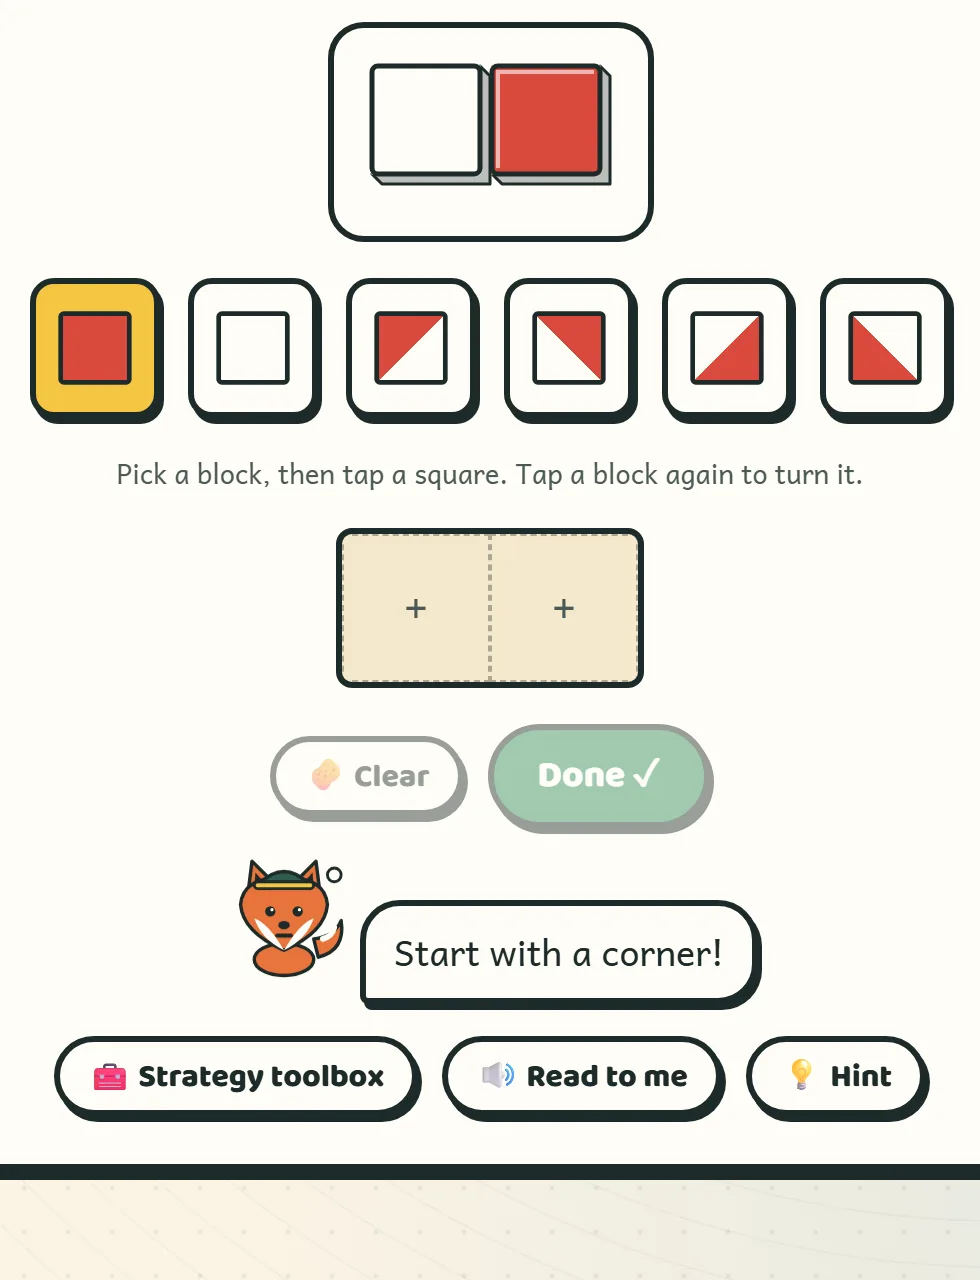 Pick a block, then tap a square. Tap a block again to turn it.
+ +
Clear
Done ✓
Start with a corner!
Strategy toolbox
Read to me
Hint